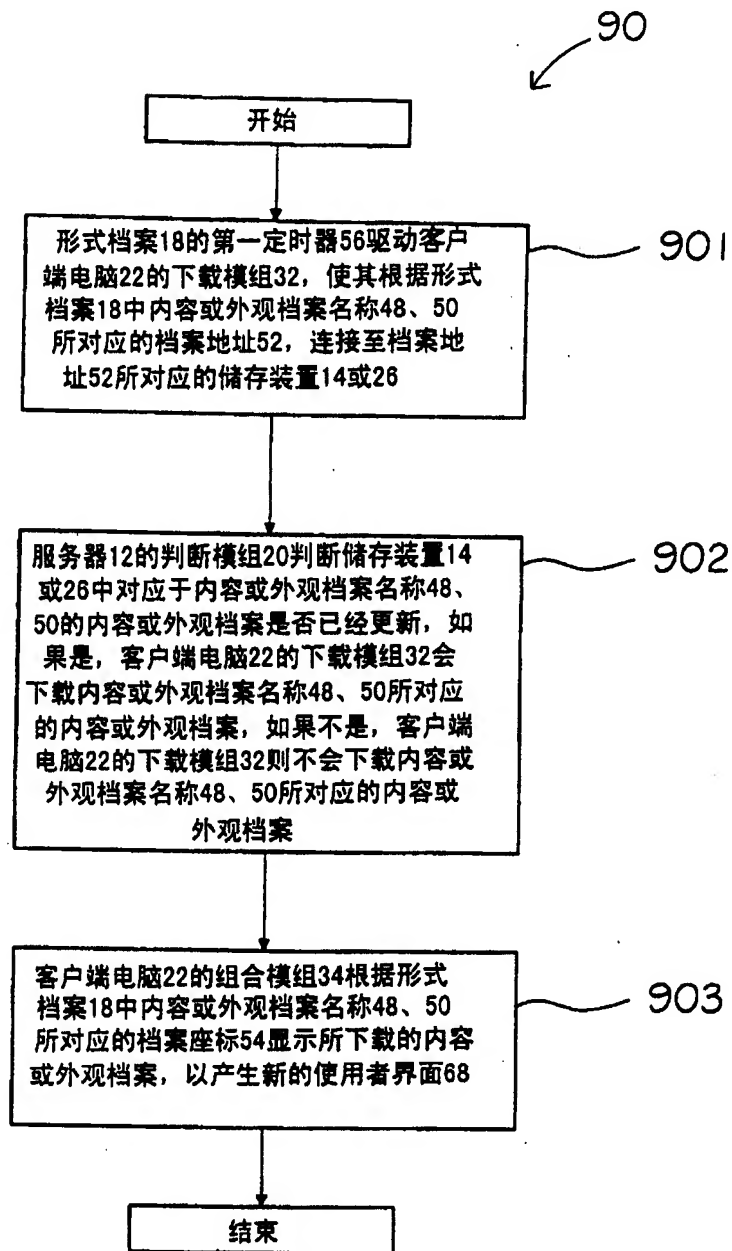 90
开始
形式档案18的第一定时器56驱动客户
端电脑22的下载模组32，使其根据形式
档案18中内容或外观档案名称48、50
所对应的档案地址52，连接至档案地
址52所对应的储存装置14或26
901
服务器12的判断模组20判断储存装置14
或26中对应于内容或外观档案名称48、
50的内容或外观档案是否已经更新，如
果是，客户端电脑22的下载模组32会
下载内容或外观档案名称48、50所对应
的内容或外观档案，如果不是，客户端
电脑22的下载模组32则不会下载内容或
外观档案名称48、50所对应的内容或
外观档案
902
客户端电脑22的组合模组34根据形式
档案18中内容或外观档案名称48、50
所对应的档案座标54显示所下载的内容
或外观档案，以产生新的使用者界面68
903
结束